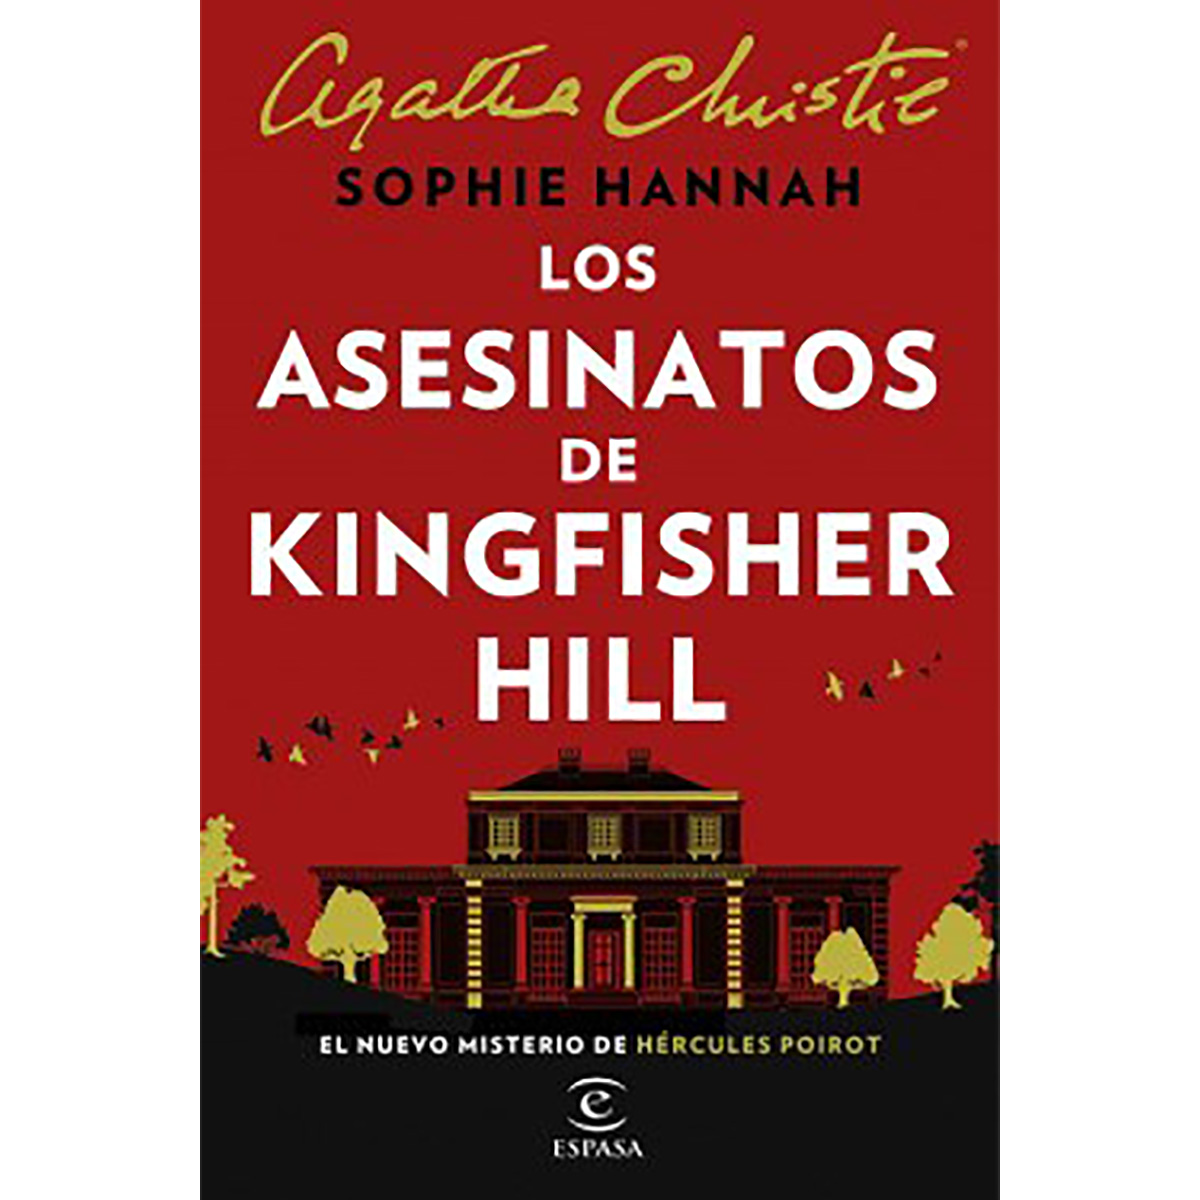 Agatha Christie®
SOPHIE HANNAH
LOS
ASESINATOS
DE
KINGFISHER
HILL
EL NUEVO MISTERIO DE HÉRCULES POIROT
e
ESPASA